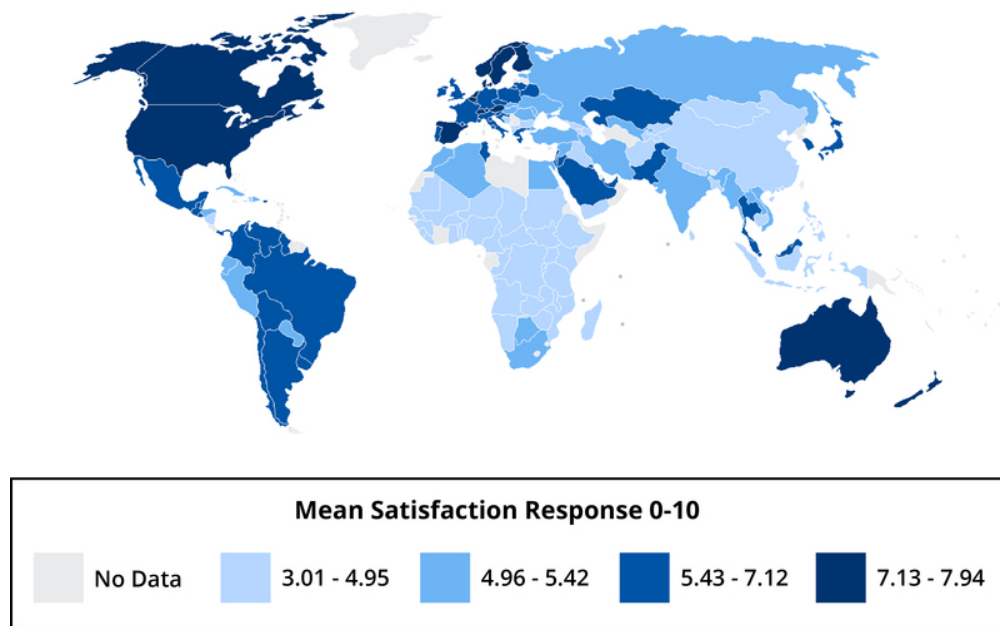 Mean Satisfaction Response 0-10
No Data
3.01 - 4.95
4.96 - 5.42
5.43 - 7.12
7.13 - 7.94